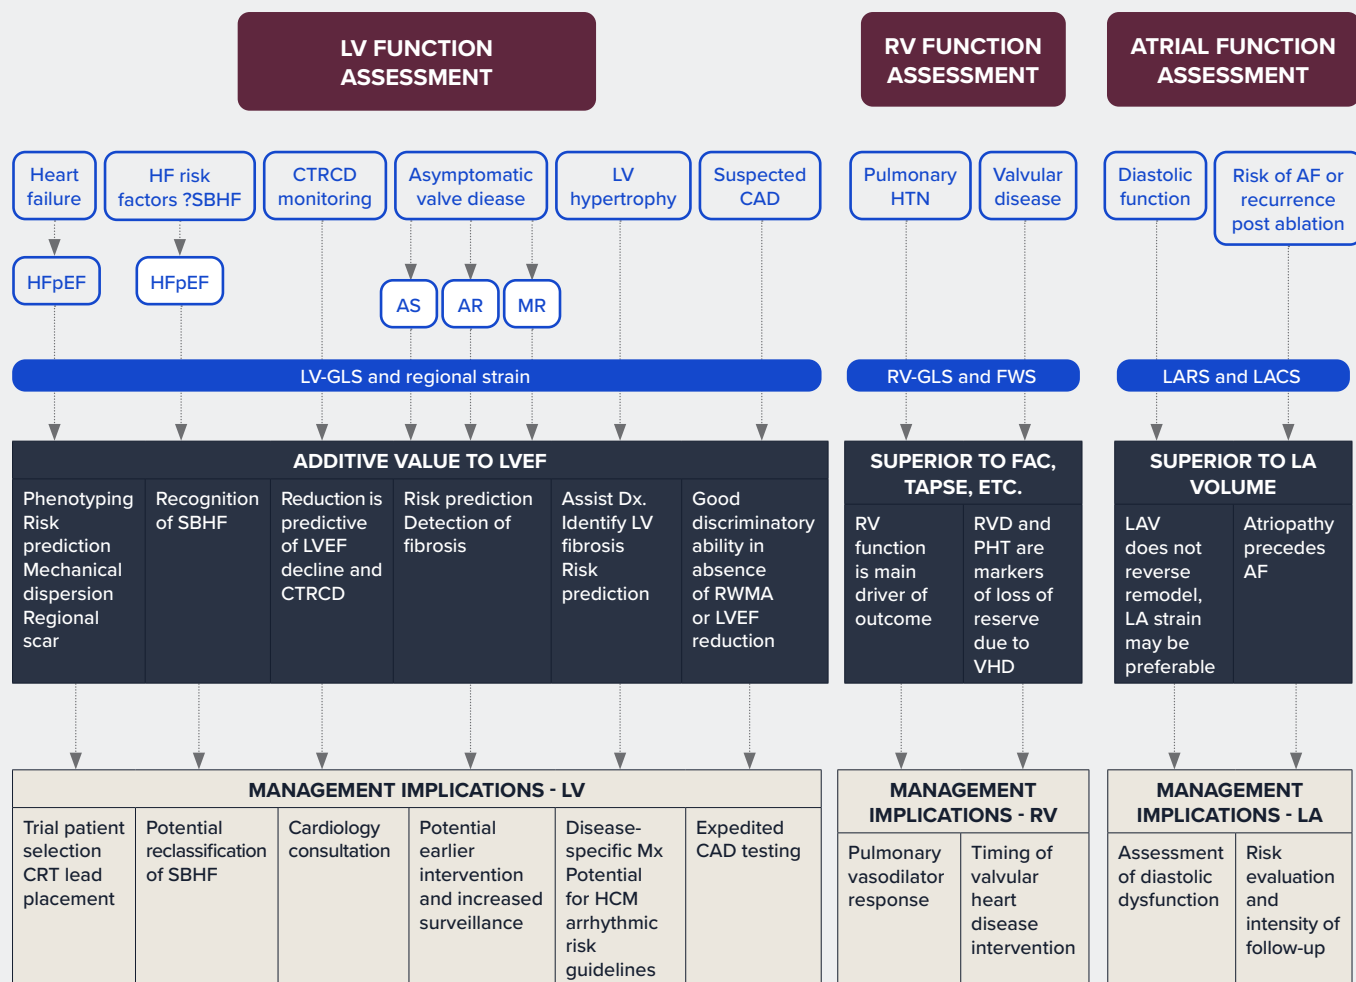 LV FUNCTION
ASSESSMENT
RV FUNCTION
ASSESSMENT
ATRIAL FUNCTION
ASSESSMENT
Heart
failure
HF risk
factors ?SBHF
CTRCD
monitoring
Asymptomatic
valve diease
LV
hypertrophy
Suspected
CAD
Pulmonary
HTN
Valvular
disease
Diastolic
function
Risk of AF or
recurrence
post ablation
HFpEF
HFpEF
AS
AR
MR
LV-GLS and regional strain
RV-GLS and FWS
LARS and LACS
ADDITIVE VALUE TO LVEF
Phenotyping
Risk
prediction
Mechanical
dispersion
Regional
scar
Recognition
of SBHF
Reduction is
predictive
of LVEF
decline and
CTRCD
Risk prediction
Detection of
fibrosis
Assist Dx.
Identify LV
fibrosis
Risk
prediction
Good
discriminatory
ability in
absence
of RWMA
or LVEF
reduction
SUPERIOR TO FAC,
TAPSE, ETC.
RV
function
is main
driver of
outcome
RVD and
PHT are
markers
of loss of
reserve
due to
VHD
SUPERIOR TO LA
VOLUME
LAV
does not
reverse
remodel,
LA strain
may be
preferable
Atriopathy
precedes
AF
MANAGEMENT IMPLICATIONS - LV
Trial patient
selection
CRT lead
placement
Potential
reclassification
of SBHF
Cardiology
consultation
Potential
earlier
intervention
and increased
surveillance
Disease-
specific Mx
Potential
for HCM
arrhythmic
risk
guidelines
Expedited
CAD testing
MANAGEMENT
IMPLICATIONS - RV
Pulmonary
vasodilator
response
Timing of
valvular
heart
disease
intervention
MANAGEMENT
IMPLICATIONS - LA
Assessment
of diastolic
dysfunction
Risk
evaluation
and
intensity of
follow-up